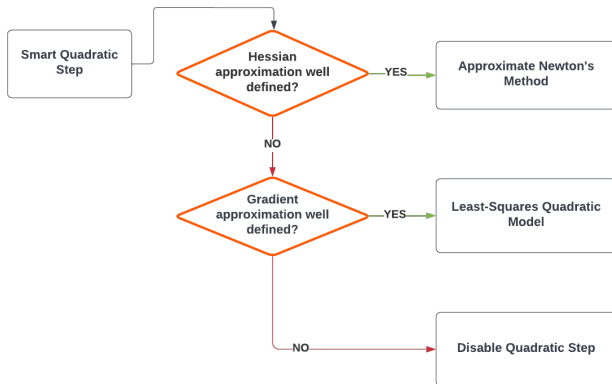 Smart Quadratic
Step
Hessian
approximation well
defined?
YES
Approximate Newton's
Method
NO
Gradient
approximation well
defined?
YES
Least-Squares Quadratic
Model
NO
Disable Quadratic Step